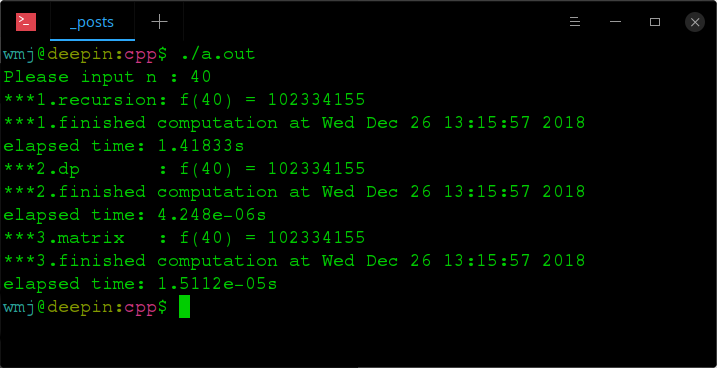 _posts
wmj@deepin:cpp$ ./a.out
Please input n : 40
***1.recursion: f(40) = 102334155
***1.finished computation at Wed Dec 26 13:15:57 2018
elapsed time: 1.41833s
***2.dp       : f(40) = 102334155
***2.finished computation at Wed Dec 26 13:15:57 2018
elapsed time: 4.248e-06s
***3.matrix   : f(40) = 102334155
***3.finished computation at Wed Dec 26 13:15:57 2018
elapsed time: 1.5112e-05s
wmj@deepin:cpp$